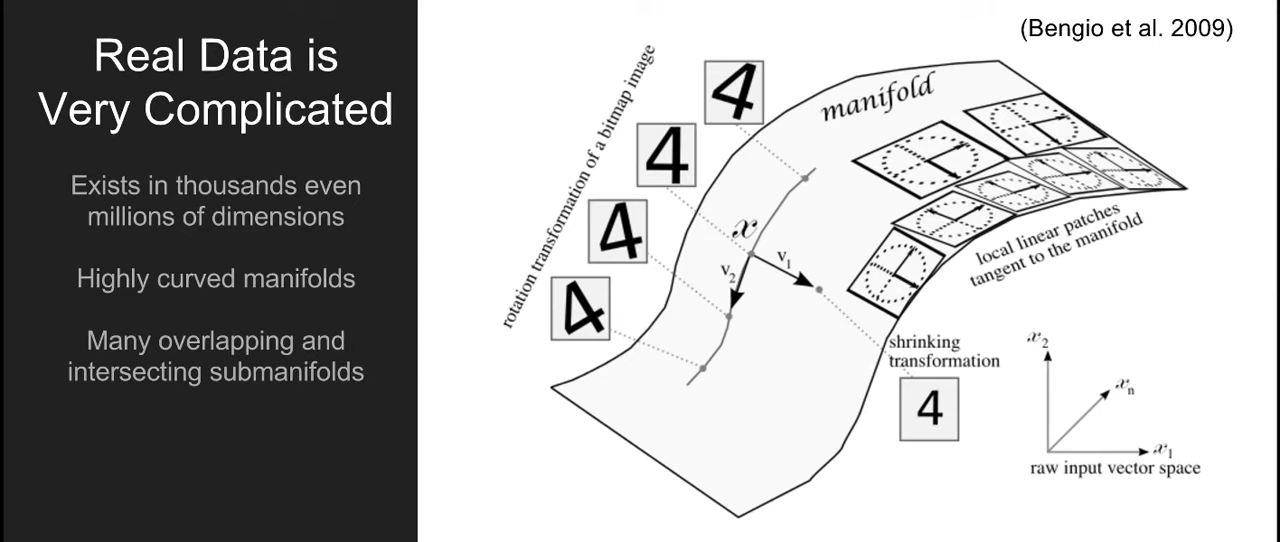 Real Data is
Very Complicated
Exists in thousands even
millions of dimensions
Highly curved manifolds
Many overlapping and
intersecting submanifolds
(Bengio et al. 2009)
rotation transformation of a bitmap image
4
4
4
4
manifold
x
v1
v2
local linear patches
tangent to the manifold
shrinking
transformation
4
x2
xn
x1
raw input vector space